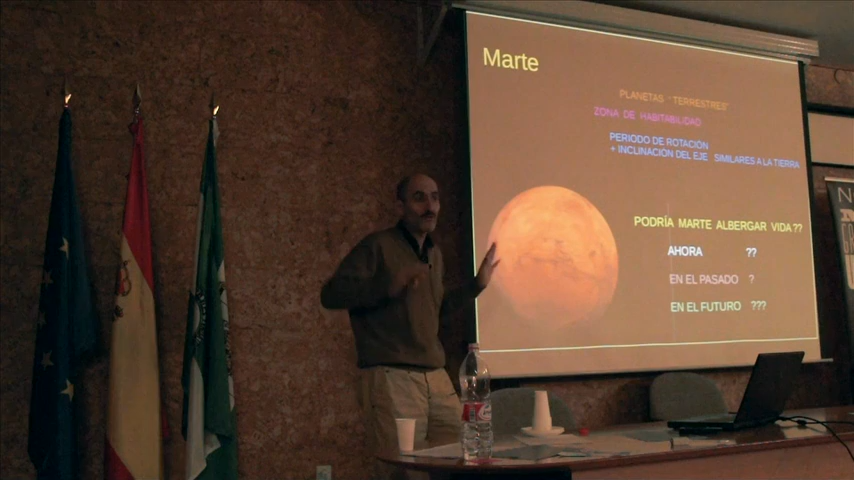 Marte
PLANETAS "TERRESTRES"
ZONA DE HABITABILIDAD
PERIODO DE ROTACIÓN
+ INCLINACION DEL EJE SIMILARES A LA TIERRA
PODRÍA MARTE ALBERGAR VIDA ??
AHORA ??
EN EL PASADO ?
EN EL FUTURO ???